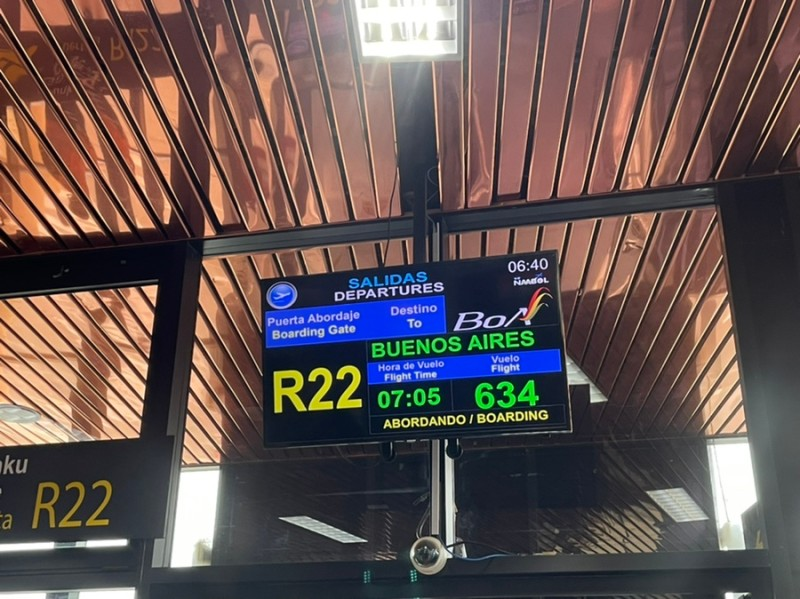 SALIDAS
DEPARTURES
06:40
NAABOL
Puerta Abordaje
Boarding Gate
Destino
To
BoA
BUENOS AIRES
Hora de Vuelo
Flight Time
Vuelo
Flight
R22
07:05
634
ABORDANDO / BOARDING
R22